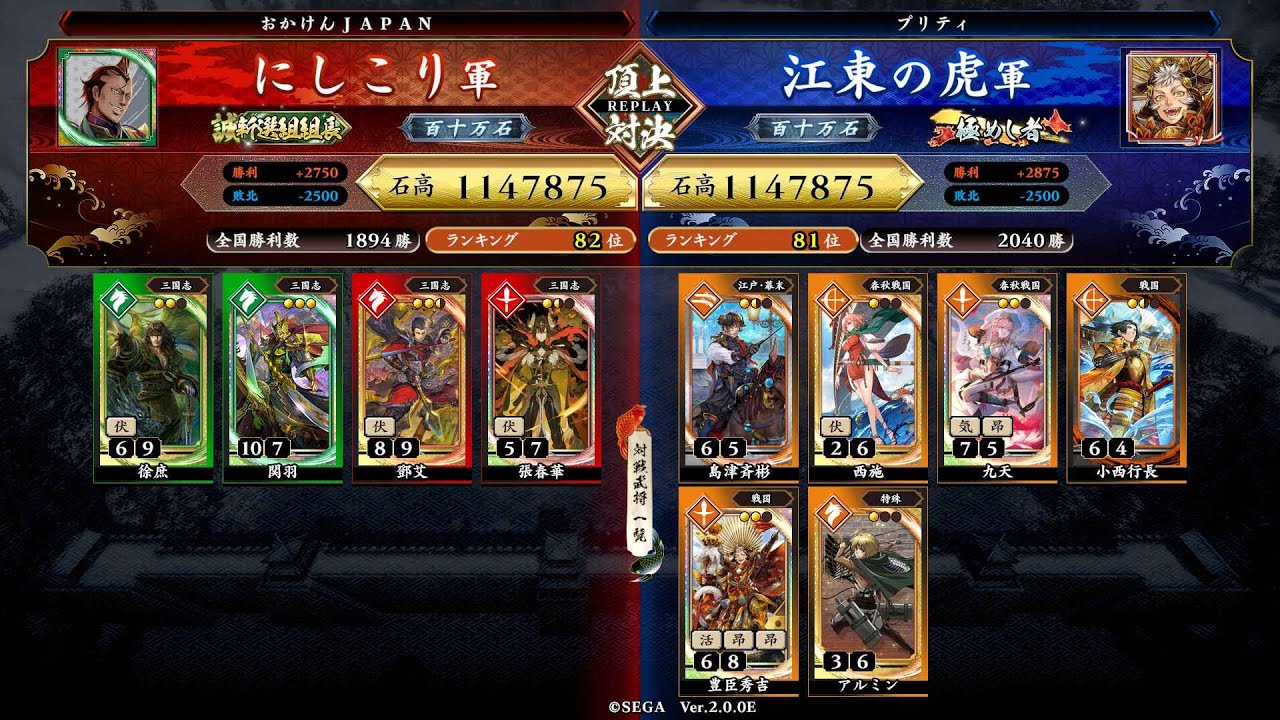 おかけんJAPAN
プリティ
にしこり軍
江東の虎軍
頂上
REPLAY
対決
誠新選組組長
百十万石
百十万石
極めし者
勝利 +2750
敗北 -2500
石高 1147875
石高 1147875
勝利 +2875
敗北 -2500
全国勝利数 1894勝
ランキング 82位
ランキング 81位
全国勝利数 2040勝
三国志
三国志
三国志
三国志
江戸・幕末
春秋戦国
春秋戦国
戦国
伏
伏
伏
伏
気 昂
6 9
10 7
8 9
5 7
6 5
2 6
7 5
6 4
徐庶
関羽
鄧艾
張春華
島津斉彬
西施
九天
小西行長
対戦武将一覧
戦国
特殊
活 昂 昂
6 8
3 6
豊臣秀吉
アルミン
©SEGA Ver.2.0.0E